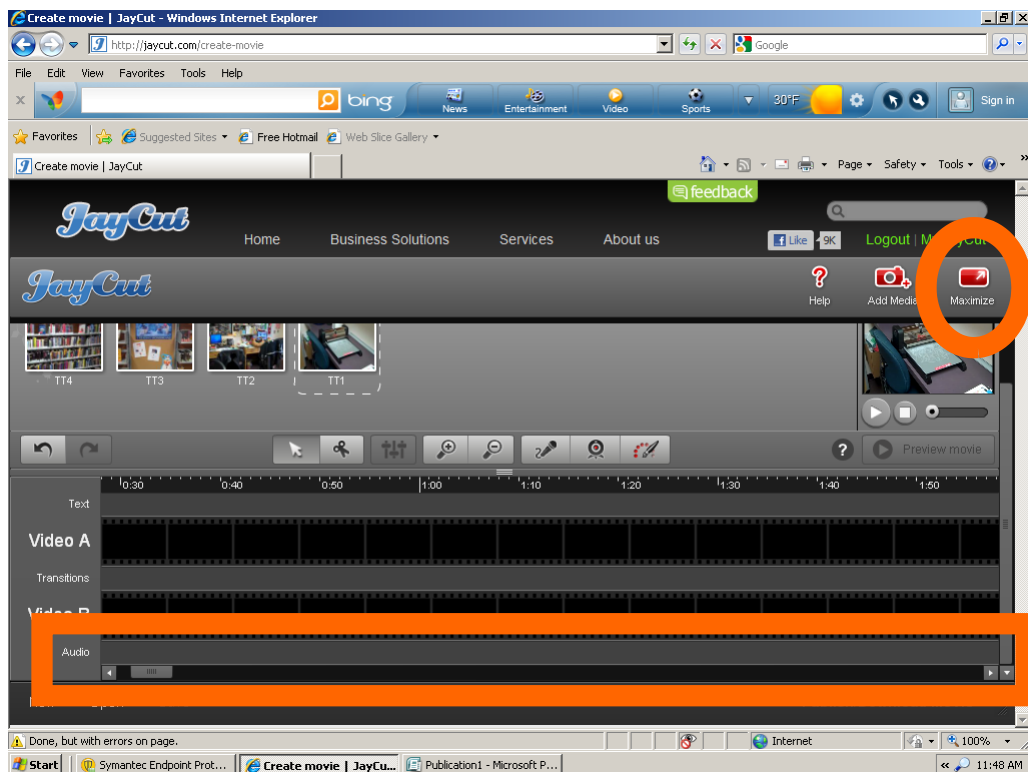 Create movie | JayCut - Windows Internet Explorer
http://jaycut.com/create-movie
Google
File Edit View Favorites Tools Help
bing News Entertainment Video Sports 30°F Sign in
Favorites Suggested Sites Free Hotmail Web Slice Gallery
Create movie | JayCut Page Safety Tools
feedback
JayCut
Home Business Solutions Services About us Like 9K Logout |
JayCut
Help Add Media Maximize
TT4 TT3 TT2 TT1
Preview movie
0:30 0:40 0:50 1:00 1:10 1:20 1:30 1:40 1:50
Text
Video A
Transitions
Video B
Audio
Done, but with errors on page. Internet 100%
Start Symantec Endpoint Prot... Create movie | JayCu... Publication1 - Microsoft P... 11:48 AM